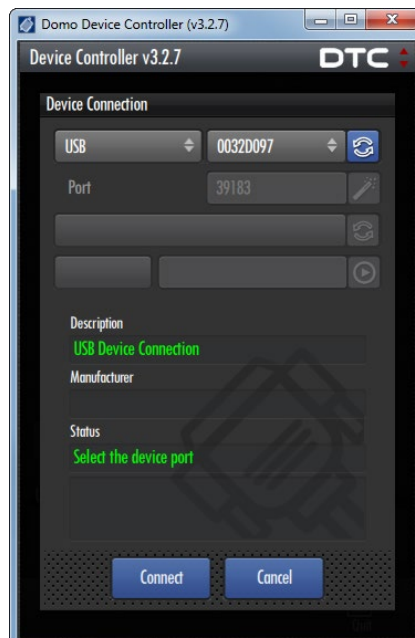 Domo Device Controller (v3.2.7)
Device Controller v3.2.7 DTC
Device Connection
USB 0032D097
Port 39183
Description
USB Device Connection
Manufacturer
Status
Select the device port
Connect Cancel
Quit